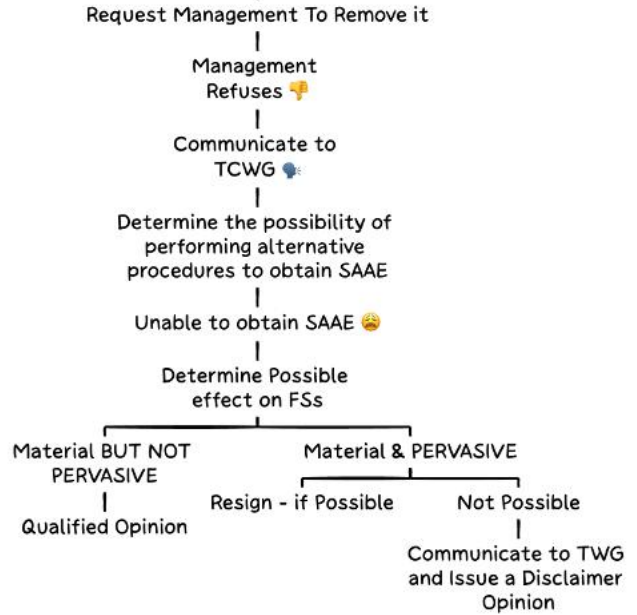 Request Management To Remove it
Management
Refuses 👎
Communicate to
TCWG 🗣
Determine the possibility of
performing alternative
procedures to obtain SAAE
Unable to obtain SAAE 😩
Determine Possible
effect on FSs
Material BUT NOT
PERVASIVE
Qualified Opinion
Material & PERVASIVE
Resign - if Possible
Not Possible
Communicate to TWG
and Issue a Disclaimer
Opinion